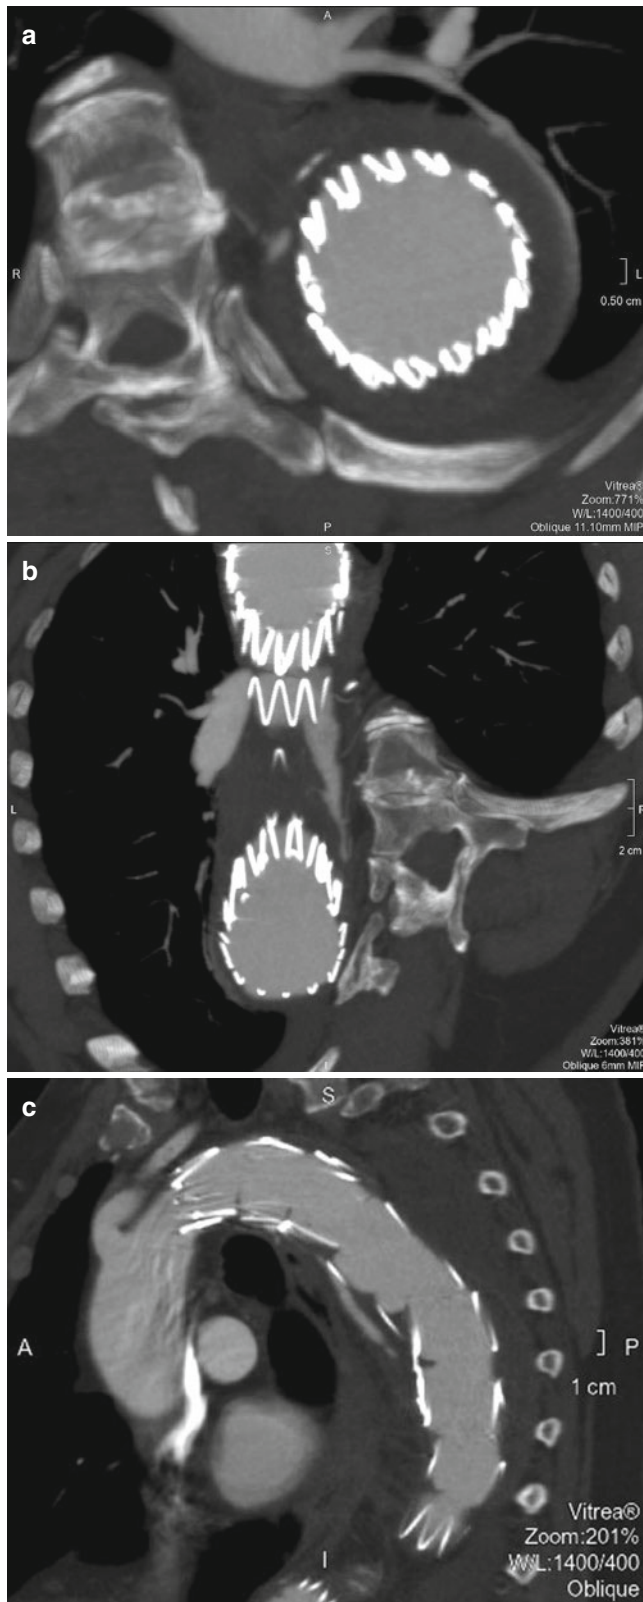 a
A
R
L
0.50 cm
Vitrea®
Zoom:771%
W/L:1400/400
P
Oblique 11.10mm MIP
b
S
L
2 cm
Vitrea®
Zoom:381%
W/L:1400/400
Oblique 6mm MIP
c
S
A
P
1 cm
I
Vitrea®
Zoom:201%
W/L:1400/400
Oblique